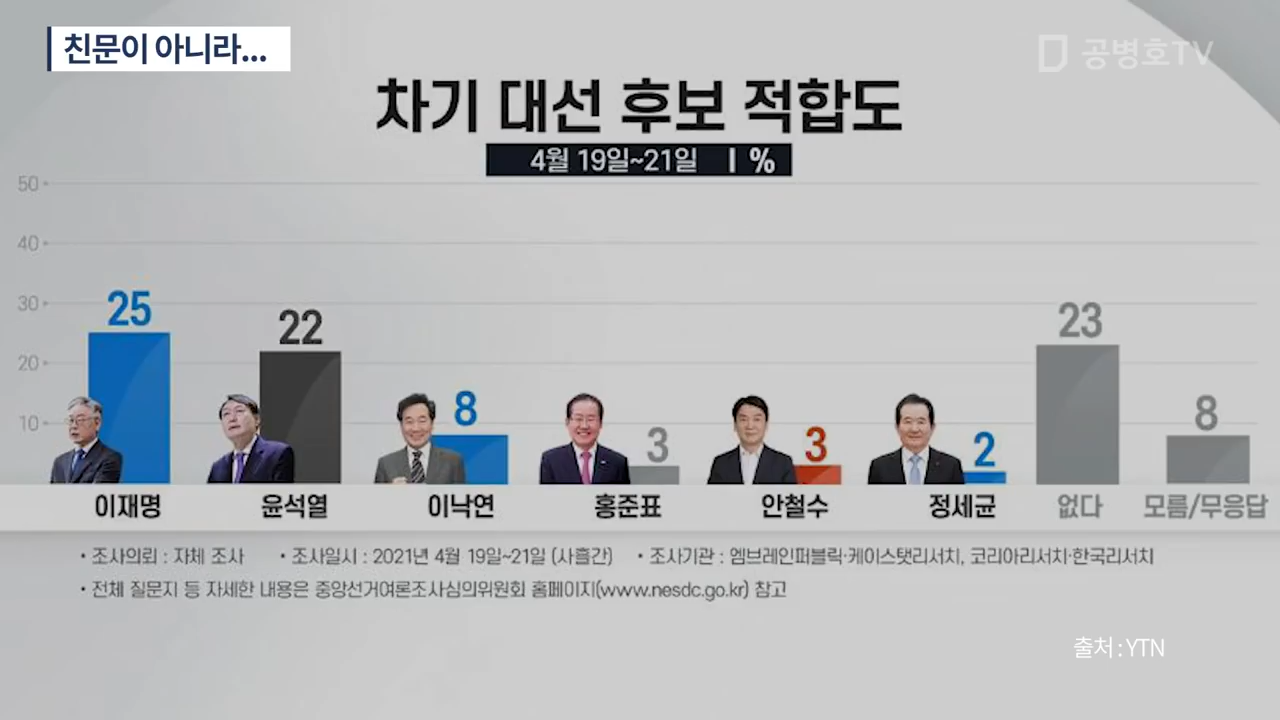 친문이 아니라...
공병호TV
차기 대선 후보 적합도
4월 19일~21일 | %
50
40
30
20
10
25
22
8
3
3
2
23
8
이재명
윤석열
이낙연
홍준표
안철수
정세균
없다
모름/무응답
• 조사의뢰 : 자체 조사 • 조사일시 : 2021년 4월 19일~21일 (사흘간) • 조사기관 : 엠브레인퍼블릭·케이스탯리서치, 코리아리서치·한국리서치
• 전체 질문지 등 자세한 내용은 중앙선거여론조사심의위원회 홈페이지(www.nesdc.go.kr) 참고
출처 : YTN